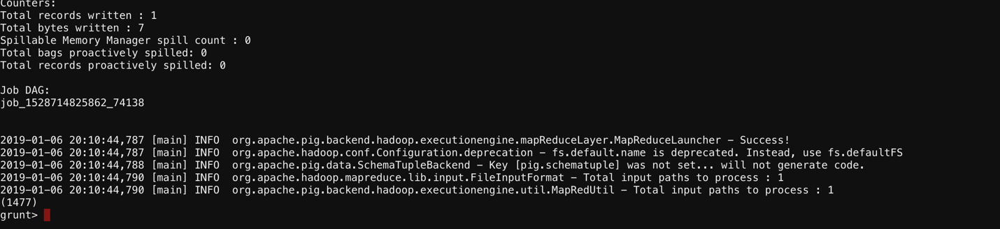 Counters:
Total records written : 1
Total bytes written : 7
Spillable Memory Manager spill count : 0
Total bags proactively spilled: 0
Total records proactively spilled: 0
Job DAG:
job_1528714825862_74138
2019-01-06 20:10:44,787 [main] INFO  org.apache.pig.backend.hadoop.executionengine.mapReduceLayer.MapReduceLauncher - Success!
2019-01-06 20:10:44,787 [main] INFO  org.apache.hadoop.conf.Configuration.deprecation - fs.default.name is deprecated. Instead, use fs.defaultFS
2019-01-06 20:10:44,788 [main] INFO  org.apache.pig.data.SchemaTupleBackend - Key [pig.schematuple] was not set... will not generate code.
2019-01-06 20:10:44,790 [main] INFO  org.apache.hadoop.mapreduce.lib.input.FileInputFormat - Total input paths to process : 1
2019-01-06 20:10:44,790 [main] INFO  org.apache.pig.backend.hadoop.executionengine.util.MapRedUtil - Total input paths to process : 1
(1477)
grunt>